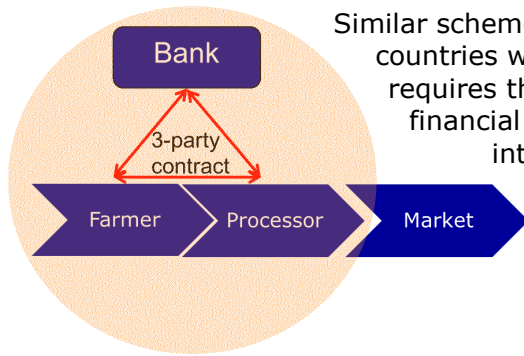 Bank
Similar scheme
countries w
requires th
financial
int
3-party
contract
Farmer
Processor
Market